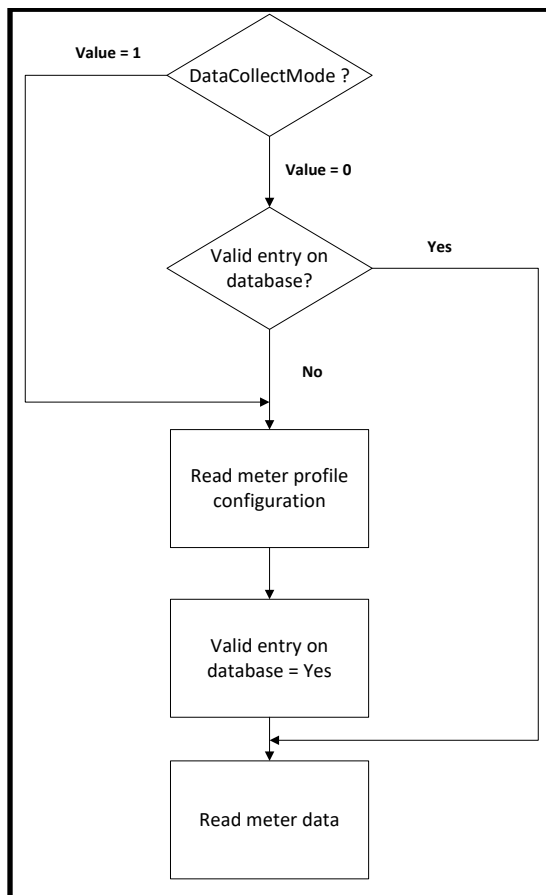 Value = 1
DataCollectMode ?
Value = 0
Valid entry on
database?
Yes
No
Read meter profile
configuration
Valid entry on
database = Yes
Read meter data